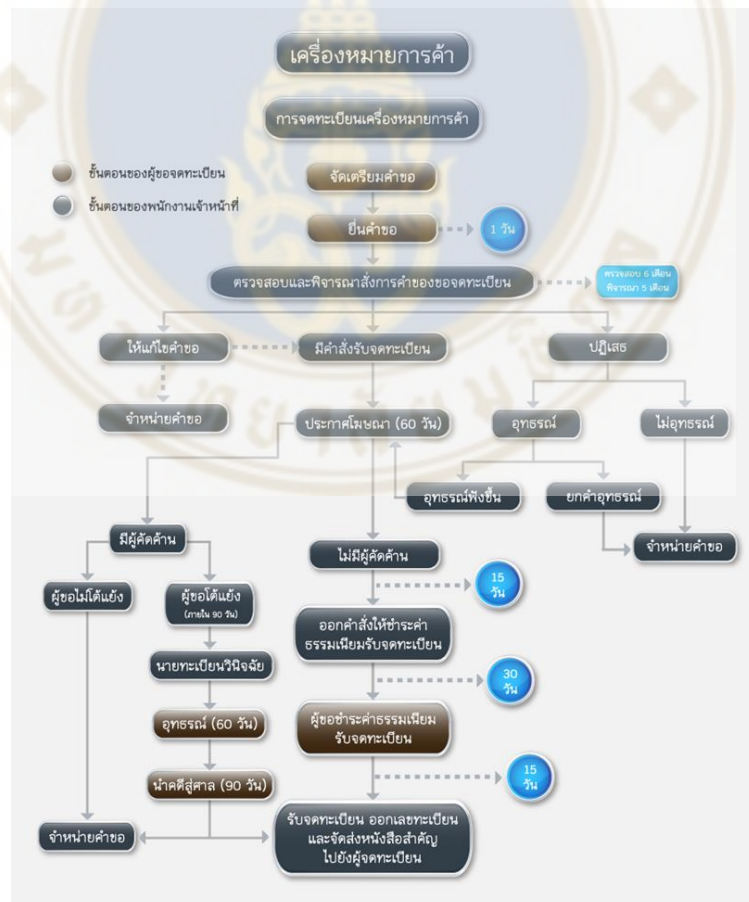 เครื่องหมายการค้า
การจดทะเบียนเครื่องหมายการค้า
ขั้นตอนของผู้ขอจดทะเบียน
ขั้นตอนของพนักงานเจ้าหน้าที่
จัดเตรียมคำขอ
ยื่นคำขอ
1 วัน
ตรวจสอบและพิจารณาสั่งการคำของขอจดทะเบียน
ตรวจสอบ 6 เดือน
พิจารณา 5 เดือน
ให้แก้ไขคำขอ
มีคำสั่งรับจดทะเบียน
ปฏิเสธ
จำหน่ายคำขอ
ประกาศโฆษณา (60 วัน)
อุทธรณ์
ไม่อุทธรณ์
อุทธรณ์ฟังขึ้น
ยกคำอุทธรณ์
จำหน่ายคำขอ
มีผู้คัดค้าน
ไม่มีผู้คัดค้าน
15
วัน
ผู้ขอไม่โต้แย้ง
ผู้ขอโต้แย้ง
(ภายใน 90 วัน)
ออกคำสั่งให้ชำระค่า
ธรรมเนียมรับจดทะเบียน
นายทะเบียนวินิจฉัย
30
วัน
อุทธรณ์ (60 วัน)
ผู้ขอชำระค่าธรรมเนียม
รับจดทะเบียน
นำคดีสู่ศาล (90 วัน)
15
วัน
จำหน่ายคำขอ
รับจดทะเบียน ออกเลขทะเบียน
และจัดส่งหนังสือสำคัญ
ไปยังผู้จดทะเบียน